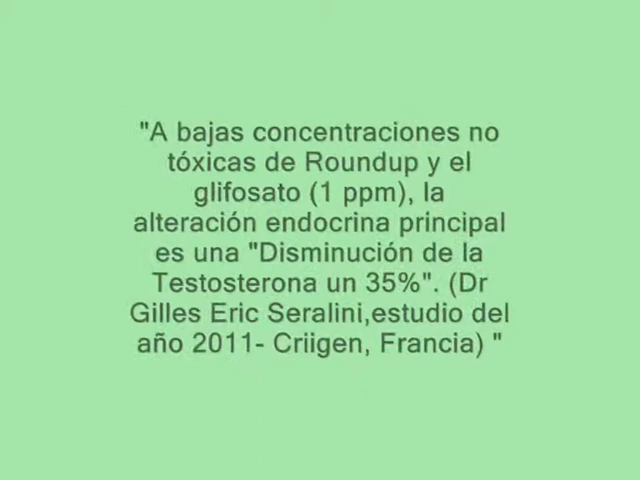 "A bajas concentraciones no
tóxicas de Roundup y el
glifosato (1 ppm), la
alteración endocrina principal
es una "Disminución de la
Testosterona un 35%". (Dr
Gilles Eric Seralini,estudio del
año 2011- Criigen, Francia) "